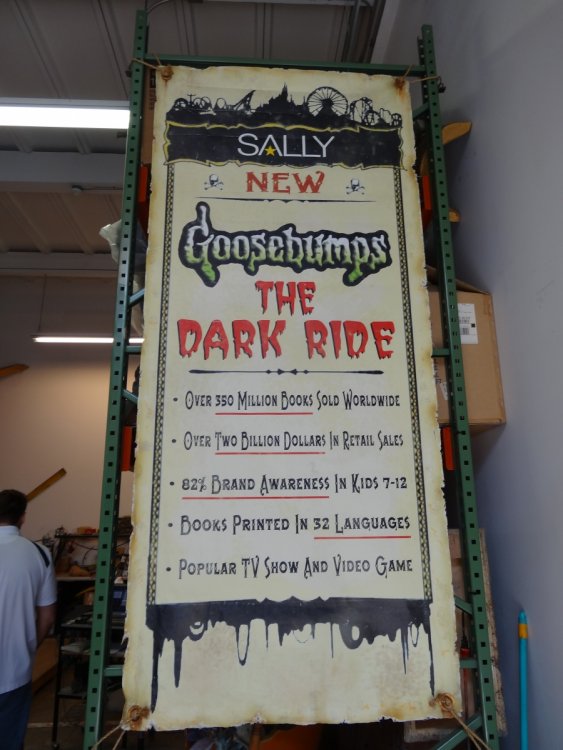 SALLY
NEW
Goosebumps
THE
DARK RIDE
• Over 350 Million Books Sold Worldwide
• Over Two Billion Dollars In Retail Sales
• 82% Brand Awareness In Kids 7-12
• Books Printed In 32 Languages
• Popular TV Show And Video Game